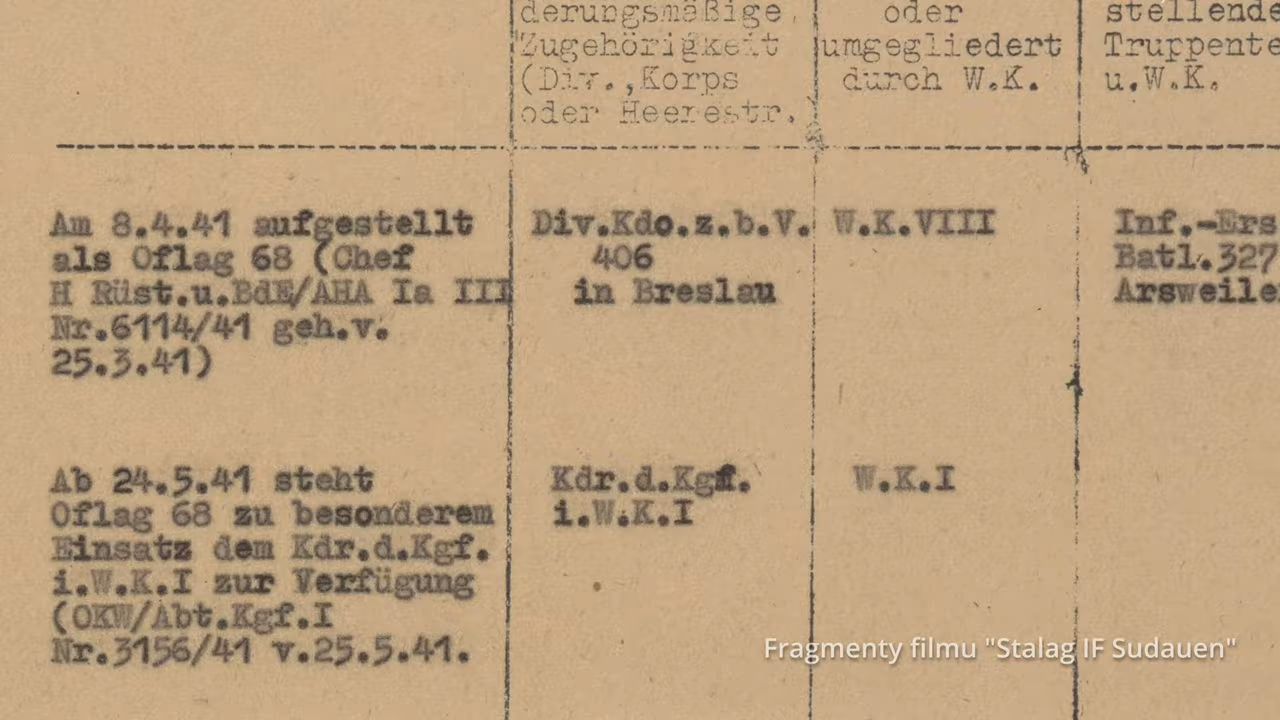 derungsmäßige
Zugehörigkeit
(Div.,Korps
oder Heerestr.
oder
umgegliedert
durch W.K.
stellende
Truppente
u.W.K.
Am 8.4.41 aufgestellt
als Oflag 68 (Chef
H Rüst.u.BdE/AHA Ia III
Nr.6114/41 geh.v.
25.3.41)
Div.Kdo.z.b.V.
406
in Breslau
W.K.VIII
Inf.-Ers
Batl.327
Arsweile
Ab 24.5.41 steht
Oflag 68 zu besonderem
Einsatz dem Kdr.d.Kgf.
i.W.K.I zur Verfügung
(OKW/Abt.Kgf.I
Nr.3156/41 v.25.5.41.
Kdr.d.Kgf.
i.W.K.I
W.K.I
Fragmenty filmu "Stalag IF Sudauen"